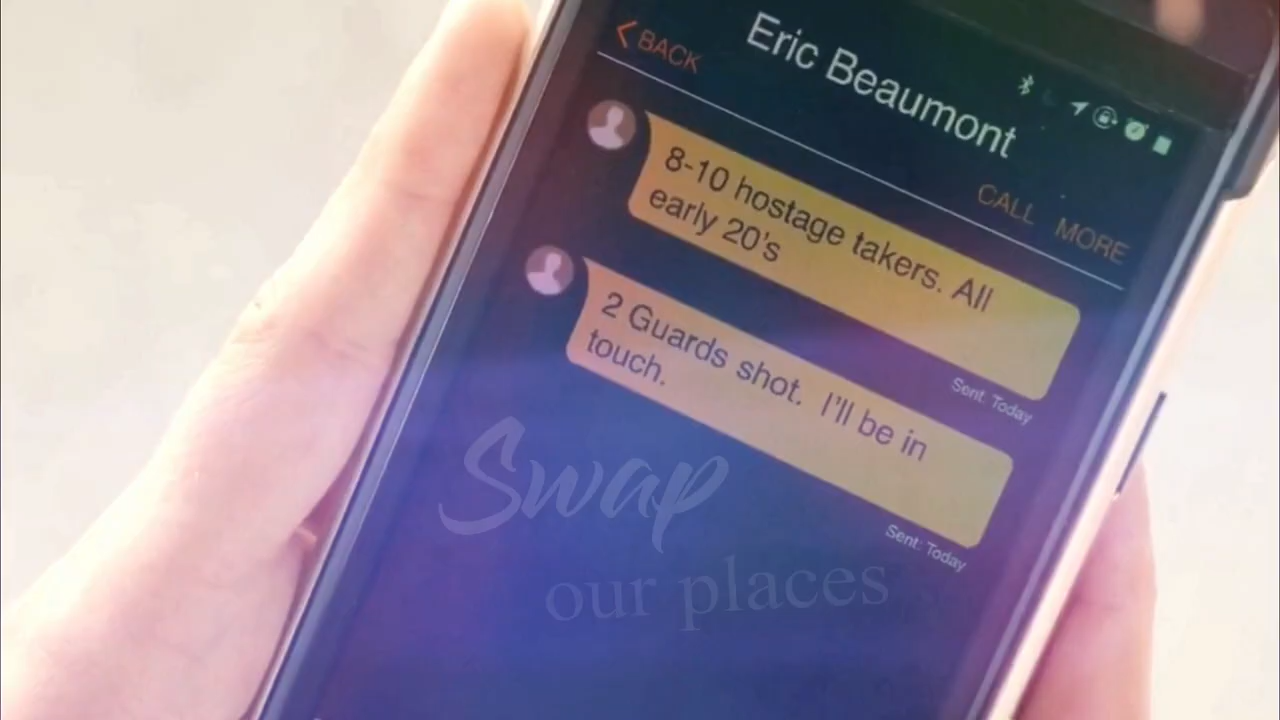 Eric Beaumont
< BACK
CALL MORE
8-10 hostage takers. All
early 20's
Sent: Today
2 Guards shot. I'll be in
touch.
Sent: Today
Swap
our places